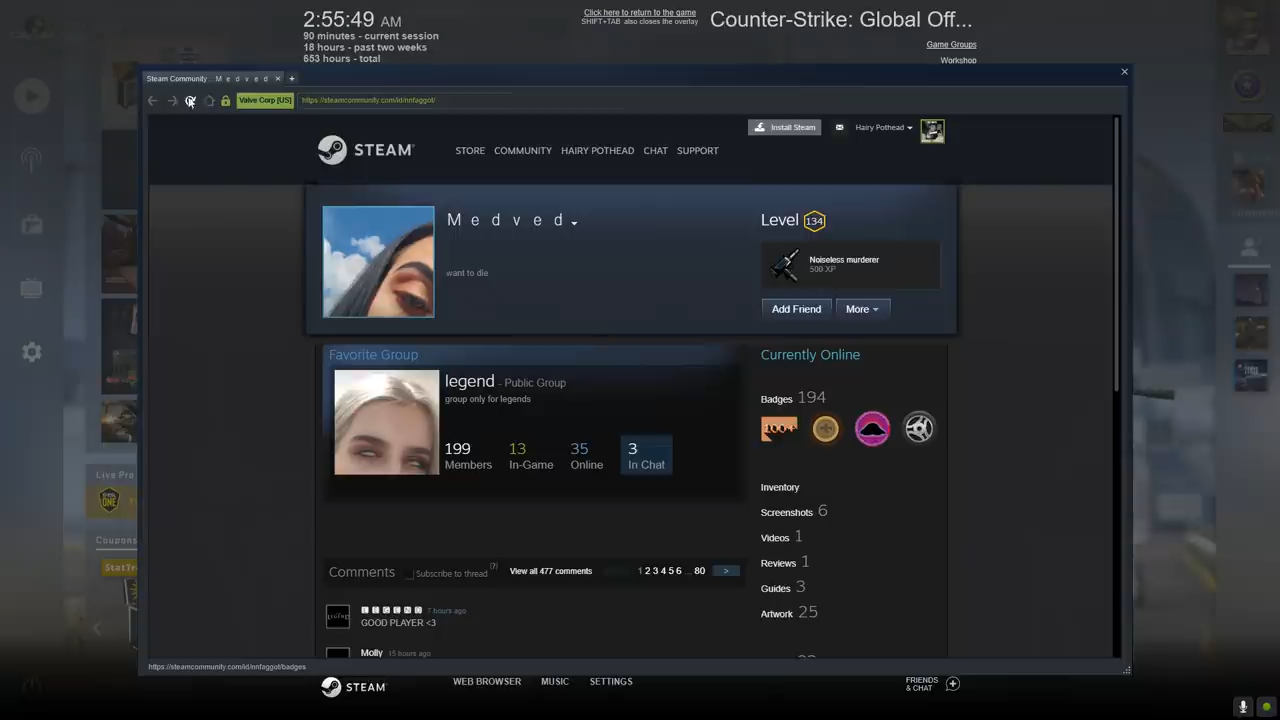 2:55:49 AM
90 minutes - current session
18 hours - past two weeks
653 hours - total
Click here to return to the game
SHIFT+TAB also closes the overlay
Counter-Strike: Global Off...
Game Groups
Workshop
Steam Community :: M e d v e d
Valve Corp [US]
https://steamcommunity.com/id/nnfaggot/
Install Steam
Hairy Pothead
STEAM
STORE
COMMUNITY
HAIRY POTHEAD
CHAT
SUPPORT
M e d v e d
want to die
Level 134
Noiseless murderer
500 XP
Add Friend
More
Favorite Group
legend - Public Group
group only for legends
199 Members
13 In-Game
35 Online
3 In Chat
Currently Online
Badges 194
100+
Inventory
Screenshots 6
Videos 1
Reviews 1
Guides 3
Artwork 25
Comments
Subscribe to thread [?]
View all 477 comments
1 2 3 4 5 6 ... 80 >
LEGEND 7 hours ago
GOOD PLAYER <3
Molly 15 hours ago
https://steamcommunity.com/id/nnfaggot/badges
Live Pro
ONE
Coupons
StatTr
STEAM
WEB BROWSER
MUSIC
SETTINGS
FRIENDS
& CHAT